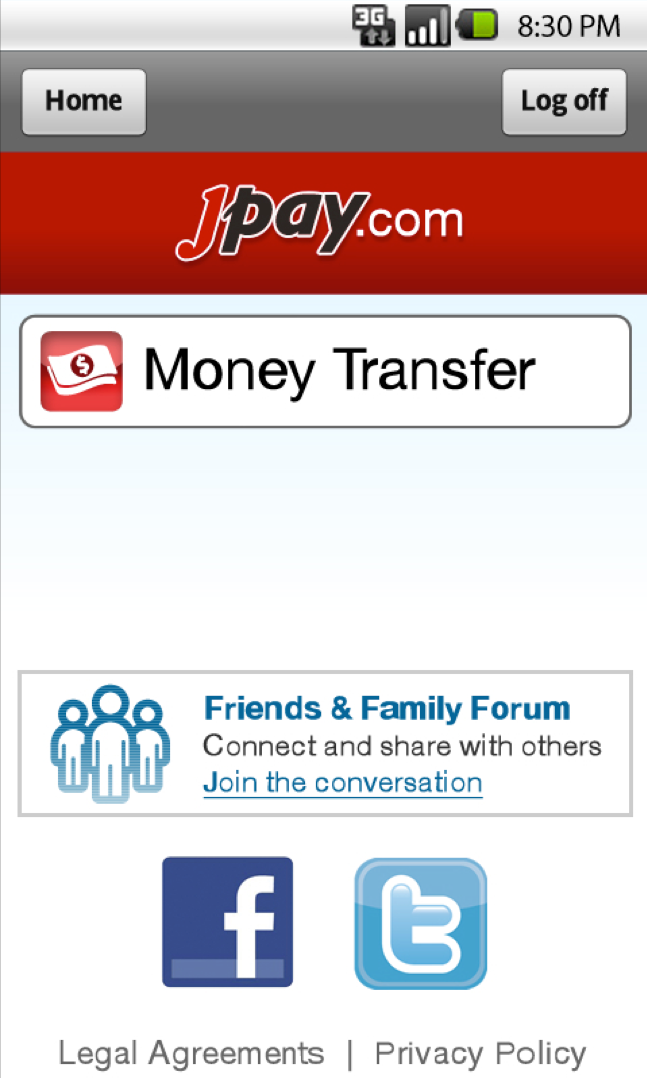 3G 8:30 PM
Home Log off
Jpay.com
$ Money Transfer
Friends & Family Forum
Connect and share with others
Join the conversation
f t
Legal Agreements | Privacy Policy